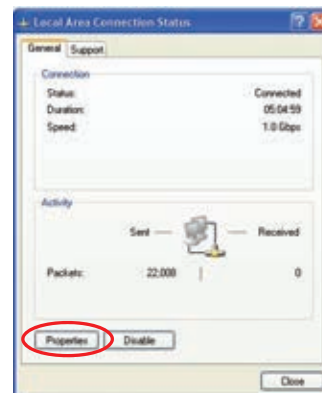 Local Area Connection Status
General Support
Connection
Status: Connected
Duration: 05:04:59
Speed: 1.0 Gbps
Activity
Sent — — Received
Packets: 22,008 | 0
Properties Disable
Close